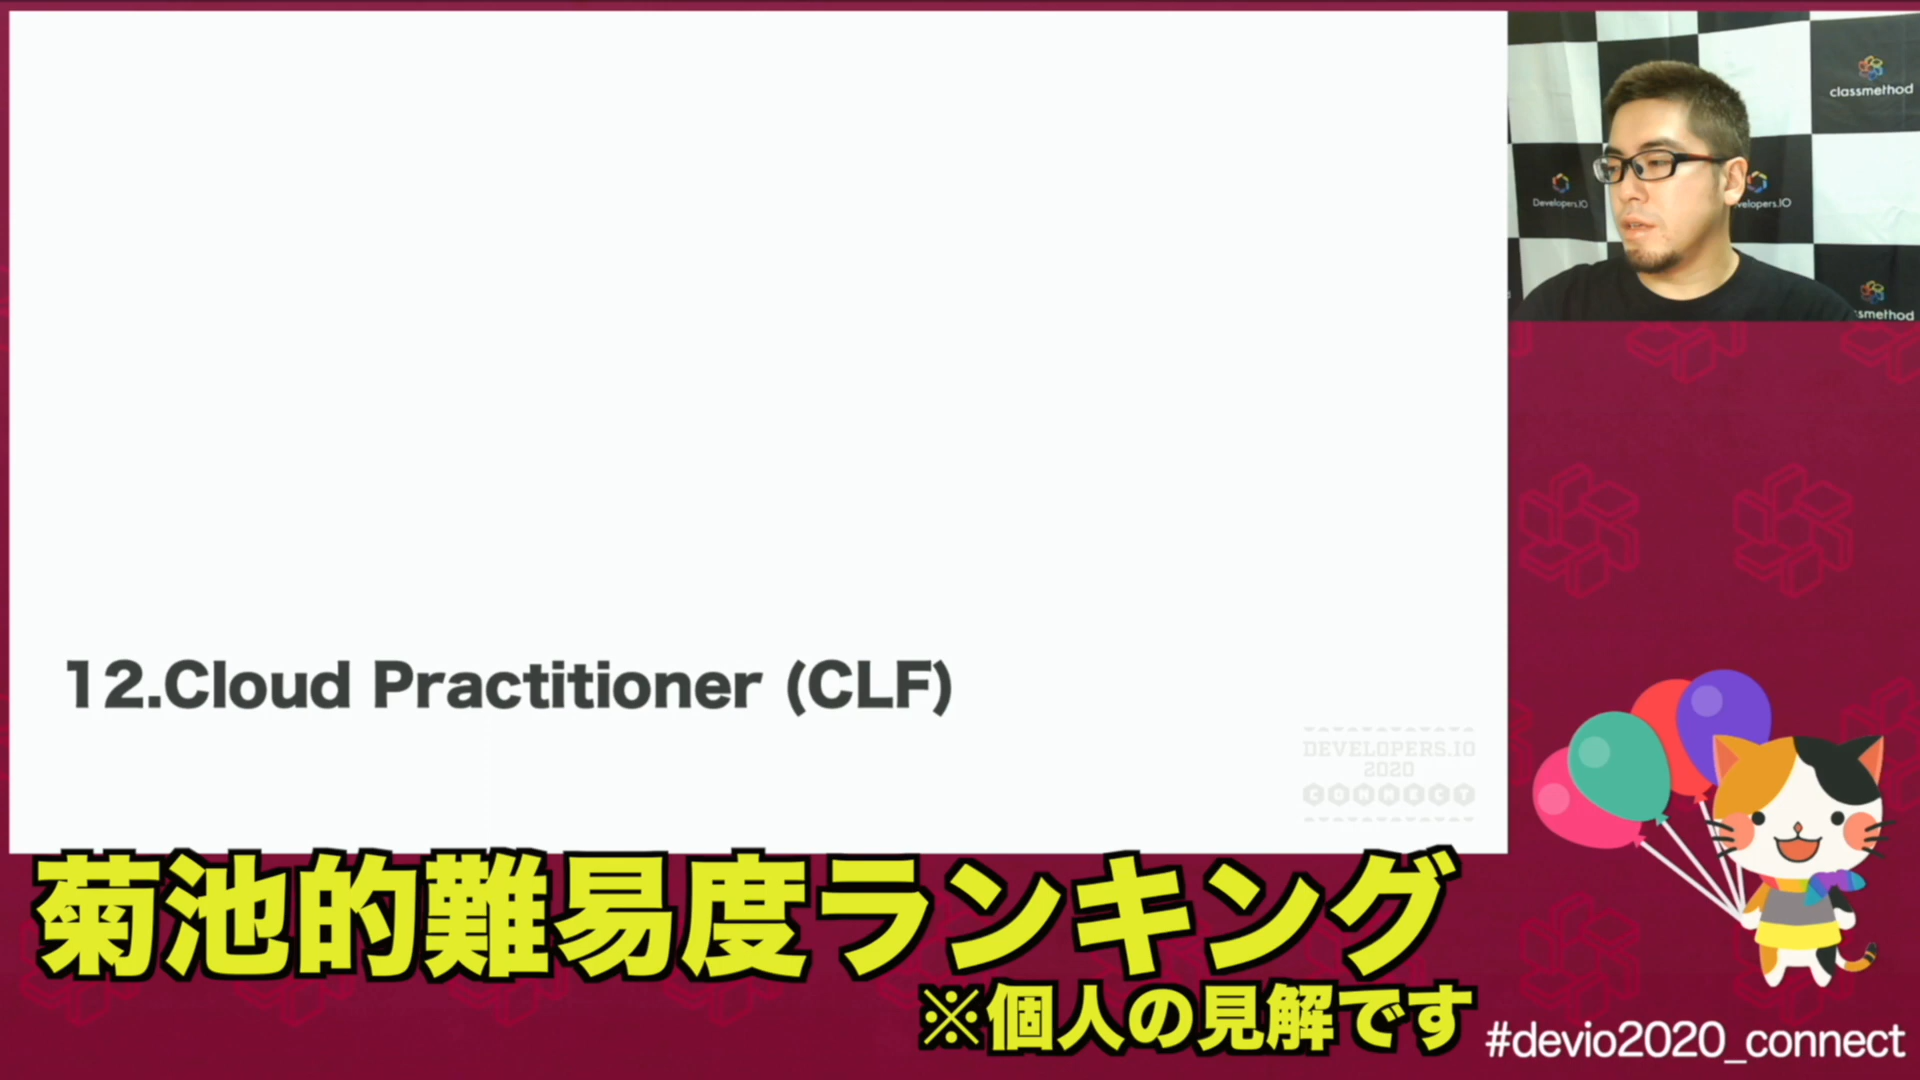 12.Cloud Practitioner (CLF)
DEVELOPERS.IO
2020
CONNECT
classmethod
Developers.IO
velopers.IO
smethod
菊池的難易度ランキング
※個人の見解です
#devio2020_connect